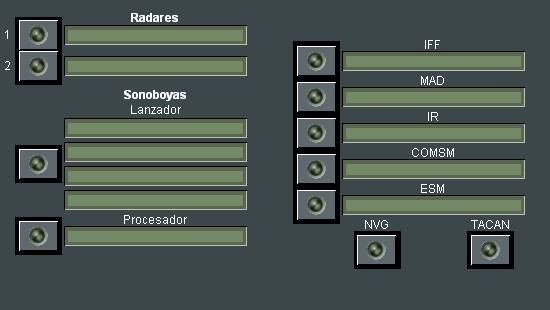 Radares
1
2
Sonoboyas
Lanzador
Procesador
IFF
MAD
IR
COMSM
ESM
NVG
TACAN